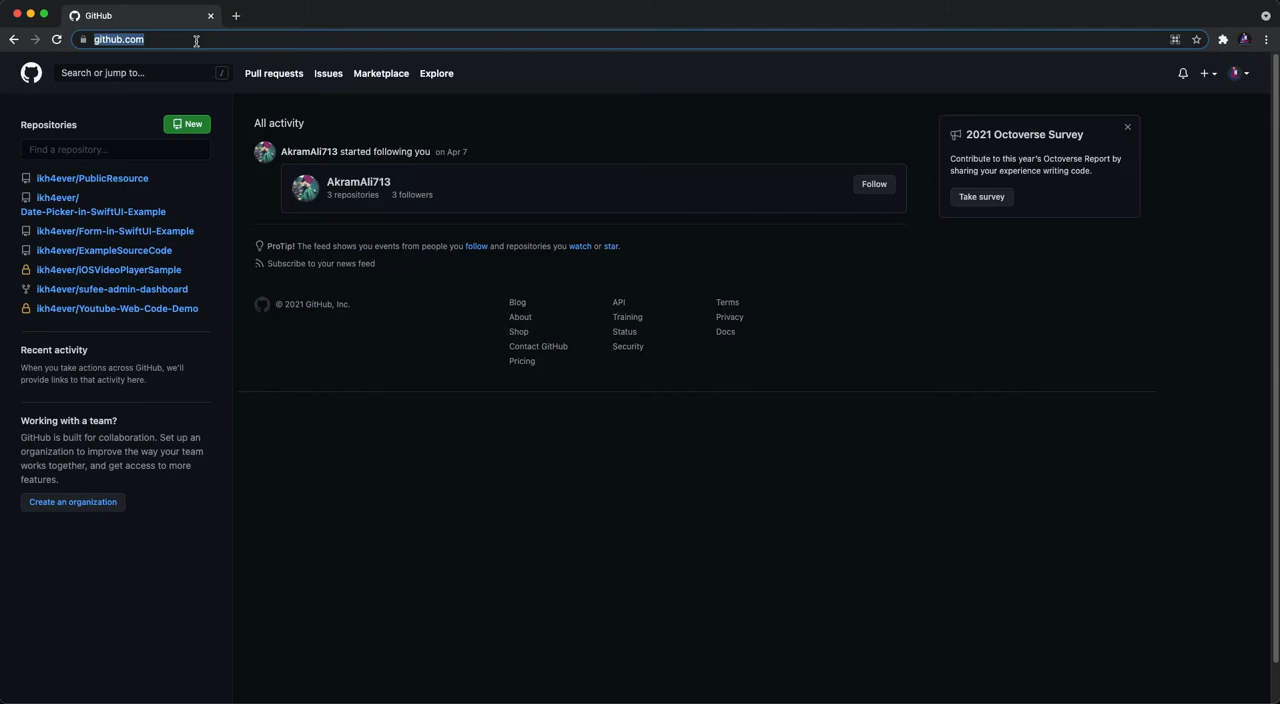 GitHub
github.com
Search or jump to... /
Pull requests Issues Marketplace Explore
Repositories
New
Find a repository...
ikh4ever/PublicResource
ikh4ever/
Date-Picker-in-SwiftUI-Example
ikh4ever/Form-in-SwiftUI-Example
ikh4ever/ExampleSourceCode
ikh4ever/iOSVideoPlayerSample
ikh4ever/sufee-admin-dashboard
ikh4ever/Youtube-Web-Code-Demo
Recent activity
When you take actions across GitHub, we'll
provide links to that activity here.
Working with a team?
GitHub is built for collaboration. Set up an
organization to improve the way your team
works together, and get access to more
features.
Create an organization
All activity
AkramAli713 started following you on Apr 7
AkramAli713
3 repositories 3 followers
Follow
ProTip! The feed shows you events from people you follow and repositories you watch or star.
Subscribe to your news feed
© 2021 GitHub, Inc.
Blog
About
Shop
Contact GitHub
Pricing
API
Training
Status
Security
Terms
Privacy
Docs
2021 Octoverse Survey
Contribute to this year's Octoverse Report by
sharing your experience writing code.
Take survey